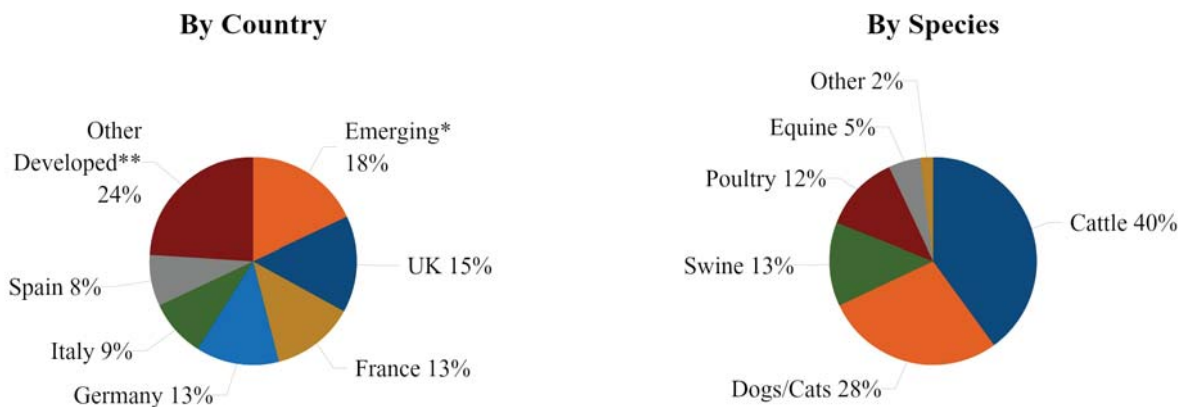 By Country
Other
Developed**
24%
Emerging*
18%
UK 15%
France 13%
Germany 13%
Italy 9%
Spain 8%
By Species
Other 2%
Equine 5%
Poultry 12%
Swine 13%
Dogs/Cats 28%
Cattle 40%